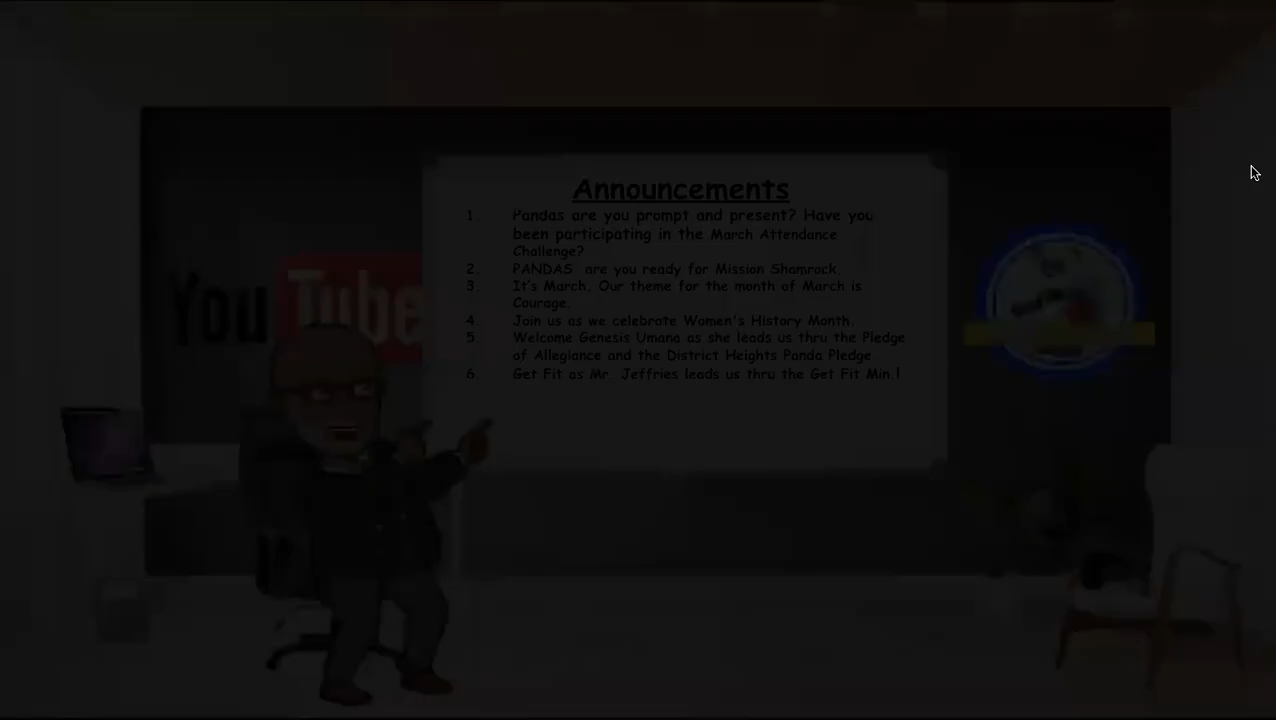 Announcements
1. Pandas are you prompt and present? Have you
been participating in the March Attendance
Challenge?
2. PANDAS are you ready for Mission Shamrock.
3. It's March. Our theme for the month of March is
Courage.
4. Join us as we celebrate Women's History Month.
5. Welcome Genesis Umana as she leads us thru the Pledge
of Allegiance and the District Heights Panda Pledge
6. Get Fit as Mr. Jeffries leads us thru the Get Fit Min.!
You Tube